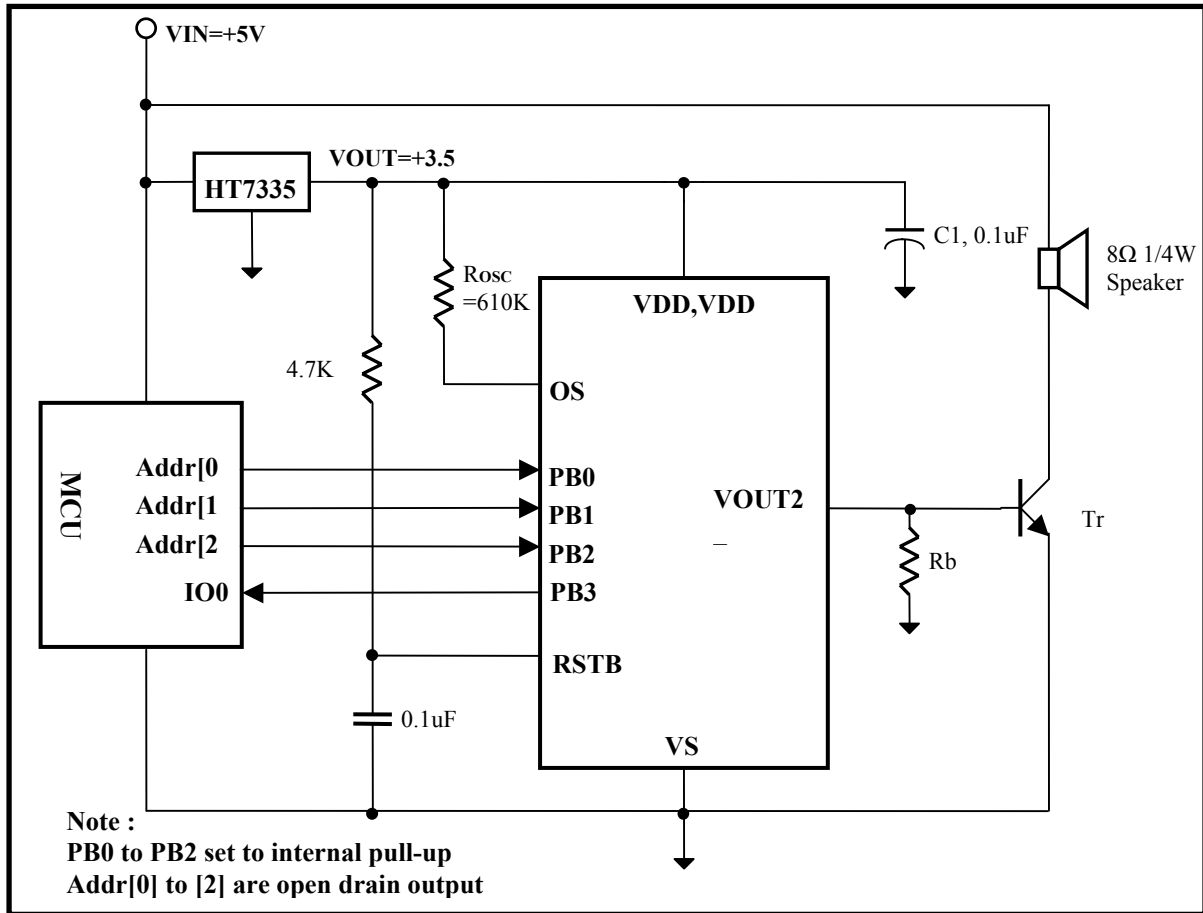 VIN=+5V
VOUT=+3.5
HT7335
C1, 0.1uF
8Ω 1/4W
Speaker
Rosc
=610K
VDD,VDD
4.7K
OS
MCU
Addr[0
Addr[1
Addr[2
IO0
PB0
PB1
PB2
PB3
RSTB
VOUT2
–
Tr
Rb
0.1uF
VS
Note :
PB0 to PB2 set to internal pull-up
Addr[0] to [2] are open drain output